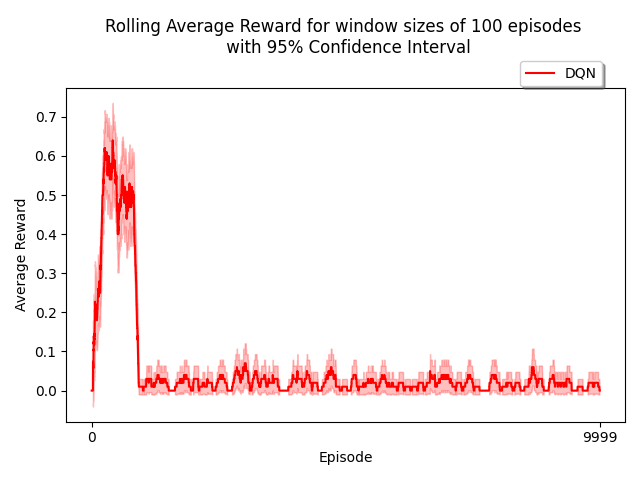 Rolling Average Reward for window sizes of 100 episodes
with 95% Confidence Interval
DQN
Average Reward
0.7
0.6
0.5
0.4
0.3
0.2
0.1
0.0
0
9999
Episode